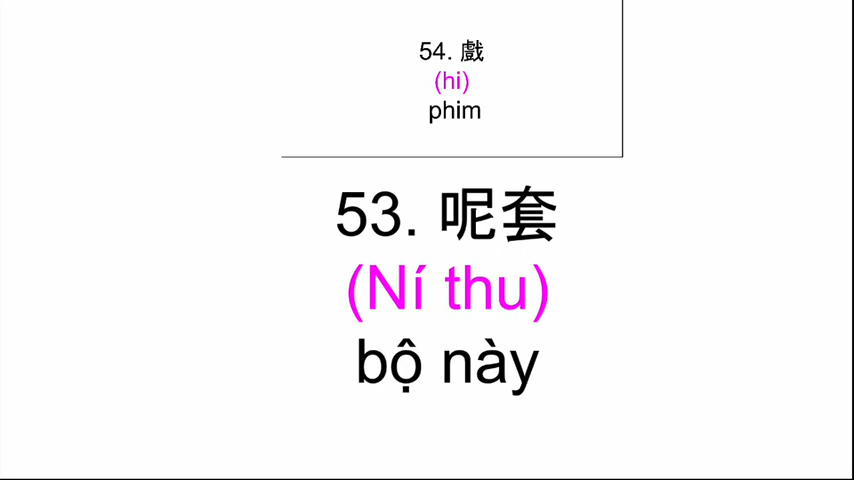 54. 戲
(hi)
phim
53. 呢套
(Ní thu)
bộ này